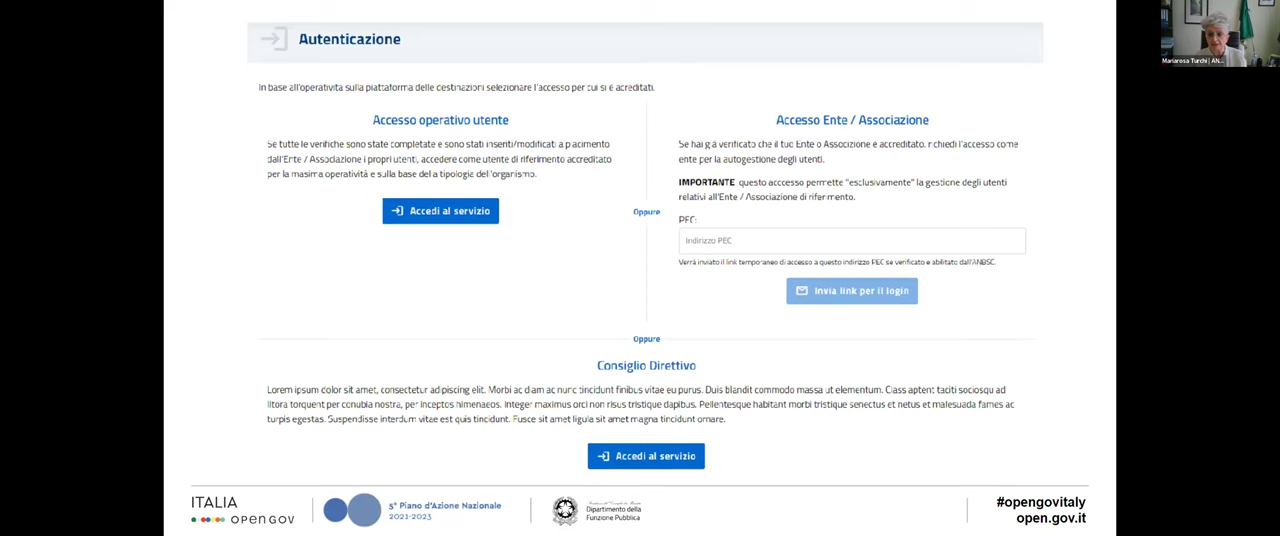 Autenticazione
Mariarosa Turchi | AN...
In base all'operatività sulla piattaforma delle destinazioni selezionare l'accesso per cui si è acreditati.
Accesso operativo utente
Se tutte le verifiche sono state completate e sono stati inseriti/modificati a piacimento
dall'Ente / Associazione i propri utenti, accedere come utente di riferimento accreditato
per la masima operatività e sulla base della tipologia dell'organismo.
Accedi al servizio
Oppure
Accesso Ente / Associazione
Se hai già verificato che il tuo Ente o Associzione è accreditato, richiedi l'accesso come
ente per la autogestione degli utenti.
IMPORTANTE questo acccesso permette "esclusivamente" la gestione degli utenti
relativi all'Ente / Associazione di riferimento.
PEC:
Indirizzo PEC
Verrà inviato il link temporaneo di accesso a questo indirizzo PEC se verificato e abilitato dall'ANBSC.
Invia link per il login
Oppure
Consiglio Direttivo
Lorem ipsum dolor sit amet, consectetur adipiscing elit. Morbi ac diam ac nunc tincidunt finibus vitae eu purus. Duis blandit commodo massa ut elementum. Class aptent taciti sociosqu ad
litora torquent per conubia nostra, per inceptos himenaeos. Integer maximus orci non risus tristique dapibus. Pellentesque habitant morbi tristique senectus et netus et malesuada fames ac
turpis egestas. Suspendisse interdum vitae est quis tincidunt. Fusce sit amet ligula sit amet magna tincidunt ornare.
Accedi al servizio
ITALIA
OPEN GOV
5° Piano d'Azione Nazionale
2021-2023
Dipartimento della
Funzione Pubblica
#opengovitaly
open.gov.it